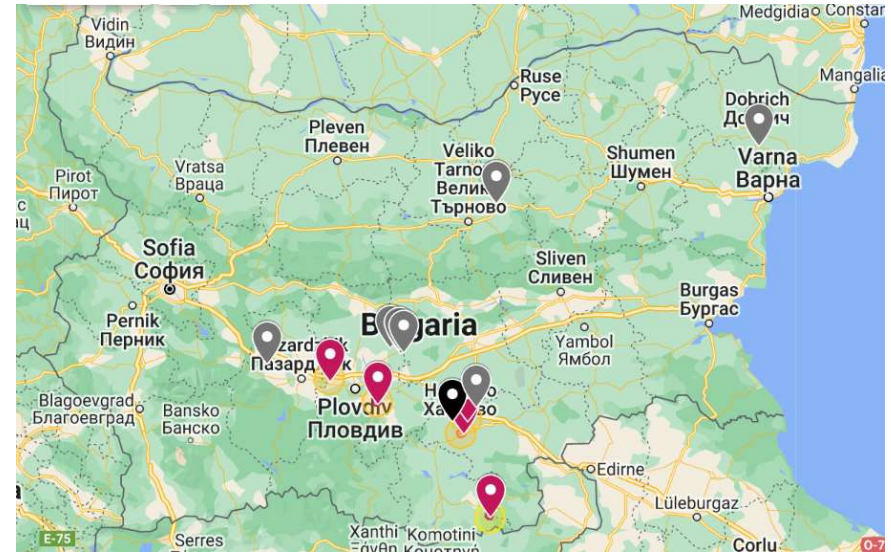 Vidin
Видин
Medgidia
Constan
Mangalia
Ruse
Русе
Dobrich
Pleven
Плевен
Veliko
Tarno
Велик
Търново
Shumen
Шумен
Varna
Варна
Pirot
Пирот
Vratsa
Враца
Sofia
София
Sliven
Сливен
Burgas
Бургас
Pernik
Перник
Yambol
Ямбол
Plovdiv
Пловдив
Blagoevgrad
Благоевград
Bansko
Банско
Edirne
Lüleburgaz
Corlu
E-75
Serres
Xanthi
Komotini